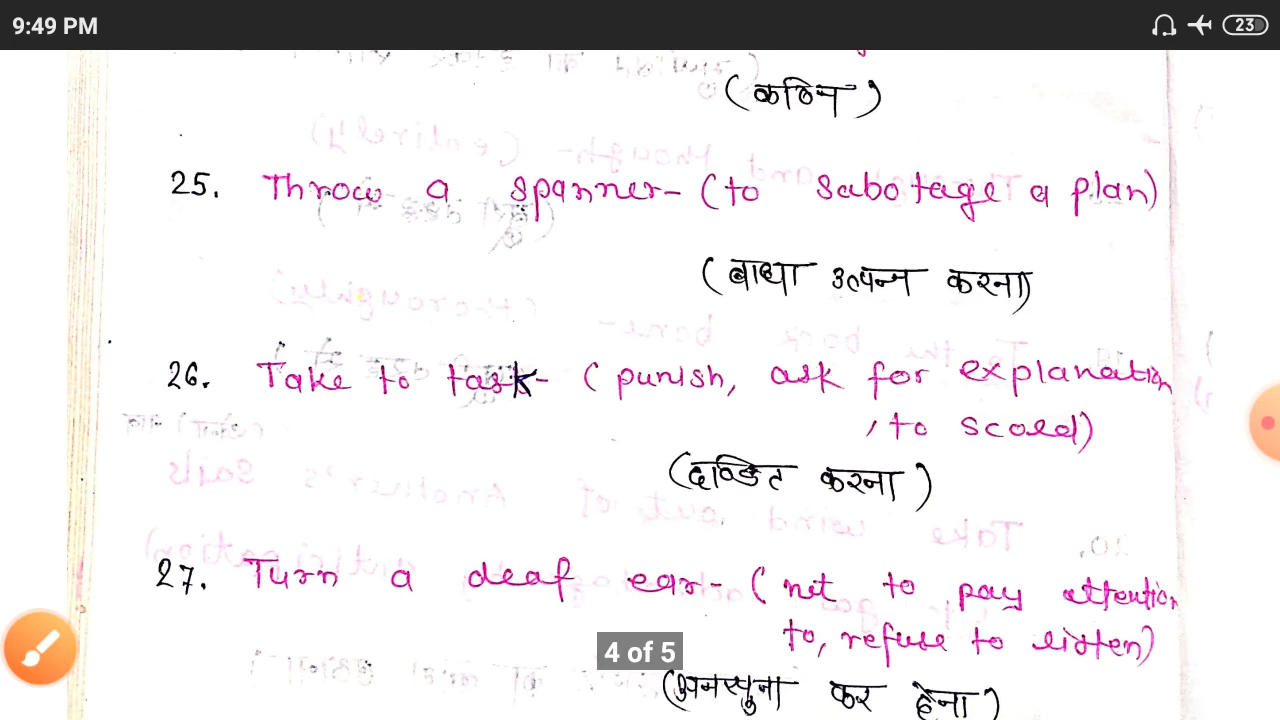 9:49 PM
23
(कठिन)
25. Throw a spanner- (to sabotage a plan)
(बाधा उत्पन्न करना)
26. Take to task- (punish, ask for explanation
, to scold)
(दण्डित करना)
27. Turn a deaf ear- (not to pay attention
to, refuse to listen)
4 of 5
(अनसुना कर देना)